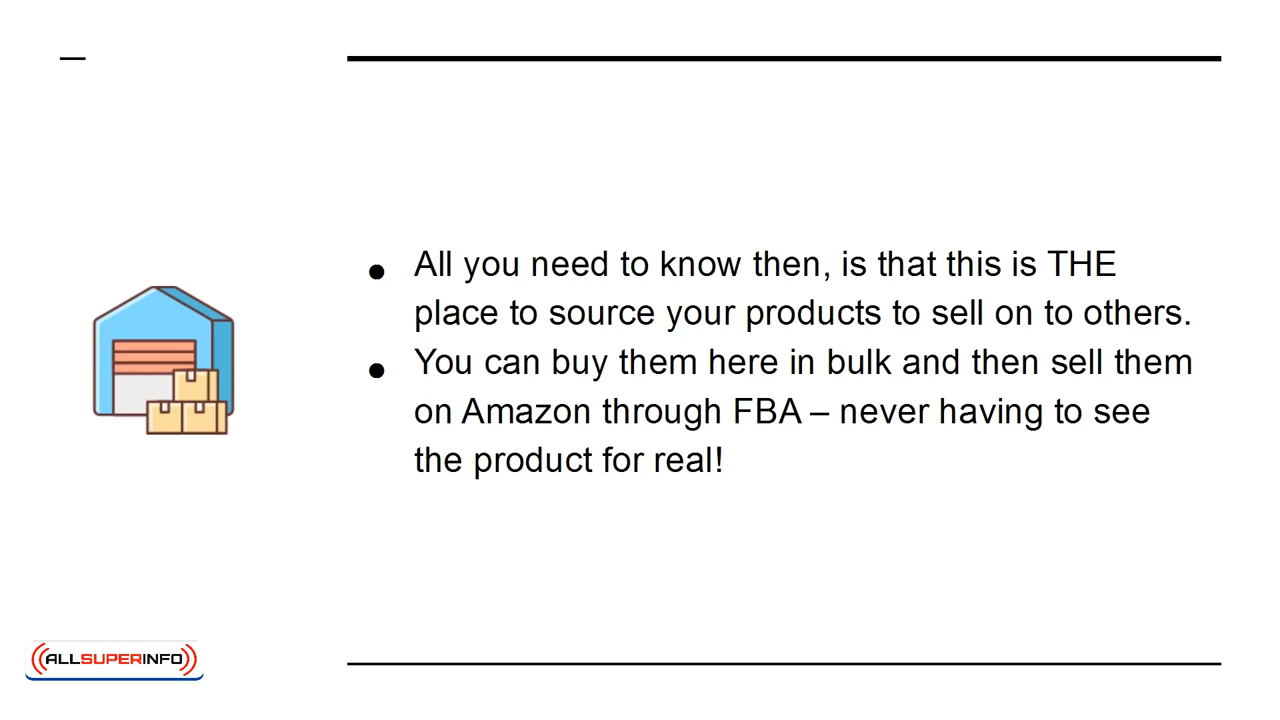 All you need to know then, is that this is THE
place to source your products to sell on to others.
You can buy them here in bulk and then sell them
on Amazon through FBA – never having to see
the product for real!
ALLSUPERINFO